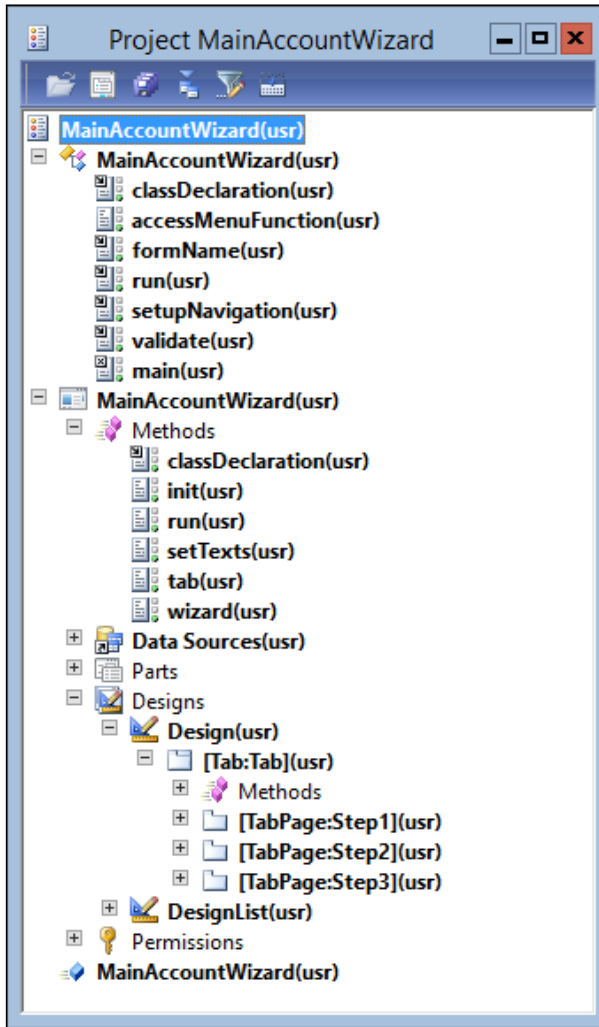 Project MainAccountWizard
MainAccountWizard(usr)
MainAccountWizard(usr)
classDeclaration(usr)
accessMenuFunction(usr)
formName(usr)
run(usr)
setupNavigation(usr)
validate(usr)
main(usr)
MainAccountWizard(usr)
Methods
classDeclaration(usr)
init(usr)
run(usr)
setTexts(usr)
tab(usr)
wizard(usr)
Data Sources(usr)
Parts
Designs
Design(usr)
[Tab:Tab](usr)
Methods
[TabPage:Step1](usr)
[TabPage:Step2](usr)
[TabPage:Step3](usr)
DesignList(usr)
Permissions
MainAccountWizard(usr)